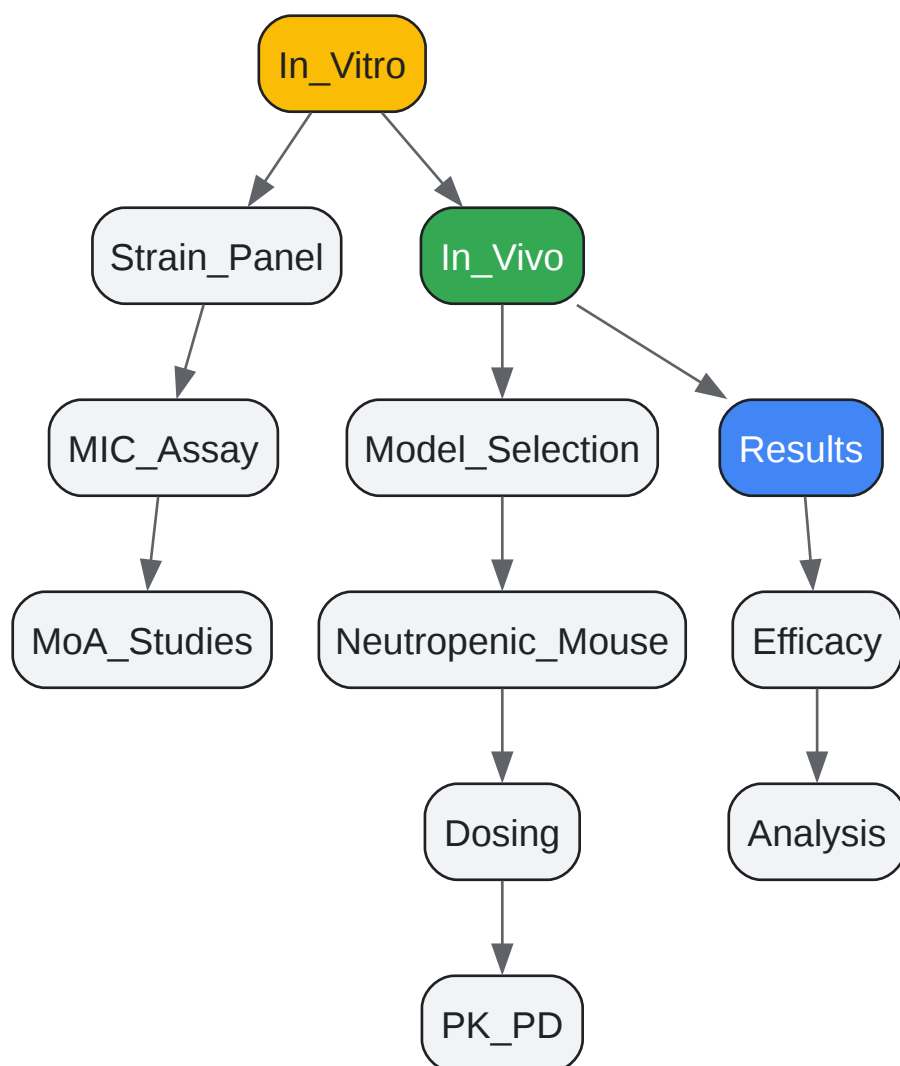 In_Vitro
Strain_Panel
In_Vivo
MIC_Assay
Model_Selection
Results
MoA_Studies
Neutropenic_Mouse
Efficacy
Dosing
Analysis
PK_PD